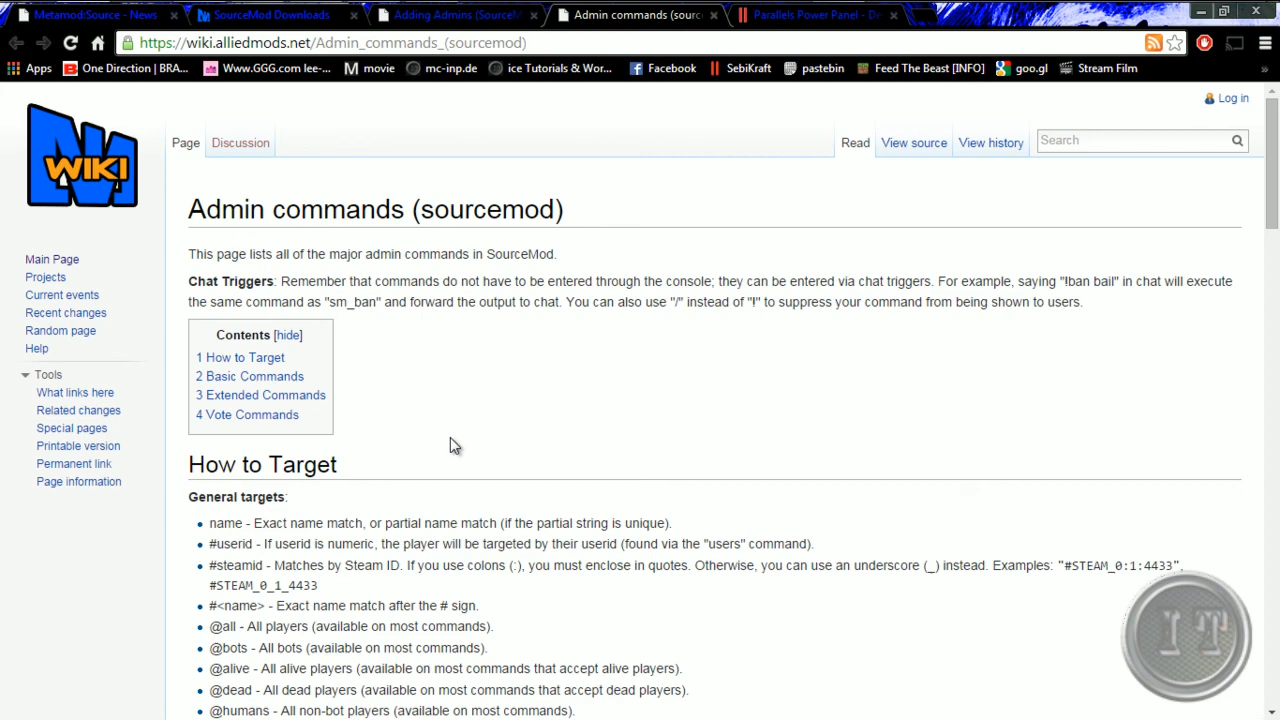 Metamod:Source - News
SourceMod Downloads
Adding Admins (SourceM
Admin commands (sourc
Parallels Power Panel - De
https://wiki.alliedmods.net/Admin_commands_(sourcemod)
Apps
One Direction | BRA...
Www.GGG.com lee-...
movie
mc-inp.de
ice Tutorials & Wor...
Facebook
SebiKraft
pastebin
Feed The Beast [INFO]
goo.gl
Stream Film
»
Log in
WIKI
Page
Discussion
Read
View source
View history
Search
Admin commands (sourcemod)
This page lists all of the major admin commands in SourceMod.
Chat Triggers: Remember that commands do not have to be entered through the console; they can be entered via chat triggers. For example, saying "!ban bail" in chat will execute
the same command as "sm_ban" and forward the output to chat. You can also use "/" instead of "!" to suppress your command from being shown to users.
Main Page
Projects
Current events
Recent changes
Random page
Help
Tools
What links here
Related changes
Special pages
Printable version
Permanent link
Page information
Contents [hide]
1 How to Target
2 Basic Commands
3 Extended Commands
4 Vote Commands
How to Target
General targets:
name - Exact name match, or partial name match (if the partial string is unique).
#userid - If userid is numeric, the player will be targeted by their userid (found via the "users" command).
#steamid - Matches by Steam ID. If you use colons (:), you must enclose in quotes. Otherwise, you can use an underscore (_) instead. Examples: "#STEAM_0:1:4433",
#STEAM_0_1_4433
#<name> - Exact name match after the # sign.
@all - All players (available on most commands).
@bots - All bots (available on most commands).
@alive - All alive players (available on most commands that accept alive players).
@dead - All dead players (available on most commands that accept dead players).
@humans - All non-bot players (available on most commands).
IT